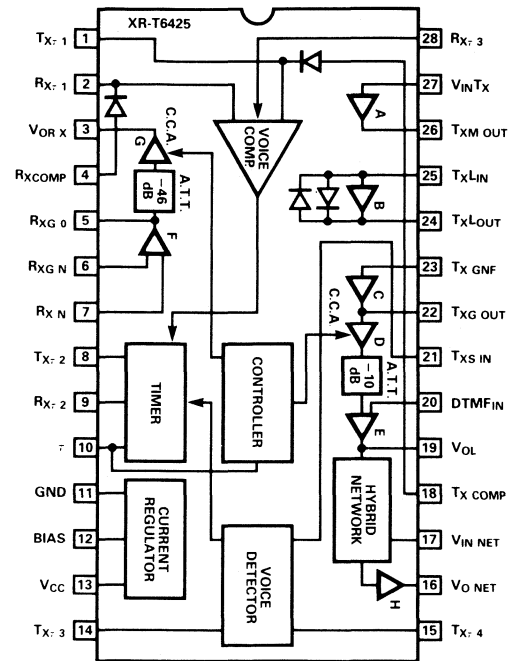 XR-T6425
TX-1 1
RX-1 2
VOR X 3
RXCOMP 4
RXG 0 5
RXG N 6
RX N 7
TX-2 8
RX-2 9
τ 10
GND 11
BIAS 12
VCC 13
TX-3 14
28 RX-3
27 VINTX
26 TXM OUT
25 TXLIN
24 TXLOUT
23 TX GNF
22 TXG OUT
21 TXS IN
20 DTMFIN
19 VOL
18 TX COMP
17 VIN NET
16 VO NET
15 TX-4
VOICE
COMP.
C.C.A.
G
A.T.T.
-46
dB
F
A
B
C
C.C.A.
D
A.T.T.
-10
dB
E
HYBRID
NETWORK
H
TIMER
CONTROLLER
CURRENT
REGULATOR
VOICE
DETECTOR